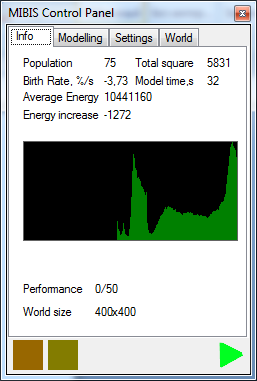 MIBIS Control Panel
Info Modelling Settings World
Population 75 Total square 5831
Birth Rate, %/s -3,73 Model time,s 32
Average Energy 10441160
Energy increase -1272
Performance 0/50
World size 400x400